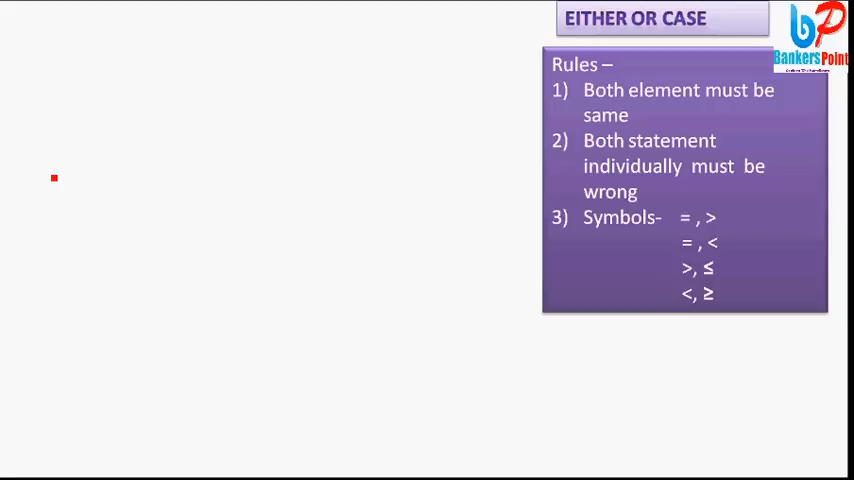 EITHER OR CASE
bP
BankersPoint
Rules –
1) Both element must be
same
2) Both statement
individually must be
wrong
3) Symbols- = , >
= , <
>, ≤
<, ≥